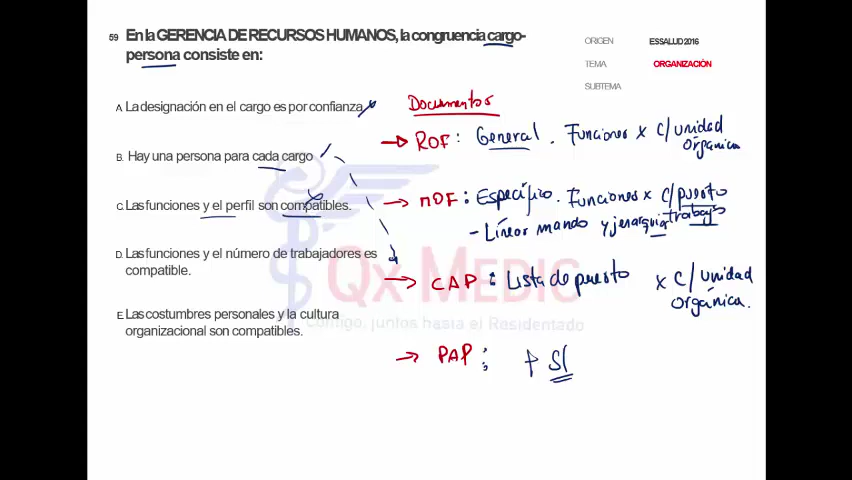 59 En la GERENCIA DE RECURSOS HUMANOS, la congruencia cargo-
persona consiste en:
ORIGEN ESSALUD 2016
TEMA ORGANIZACIÓN
SUBTEMA
A. La designación en el cargo es por confianza
B. Hay una persona para cada cargo
C. Las funciones y el perfil son compatibles.
D. Las funciones y el número de trabajadores es
compatible.
E. Las costumbres personales y la cultura
organizacional son compatibles.
Documentos
→ ROF: General. Funciones x c/unidad
Orgánica
→ MOF: Específico. Funciones x c/puesto
trabajo
- Línea mando y jerarquía
→ CAP: Lista de puesto x c/unidad
orgánica.
→ PAP: P S/
Qx MEDIC
Contigo, juntos hasta el Residentado